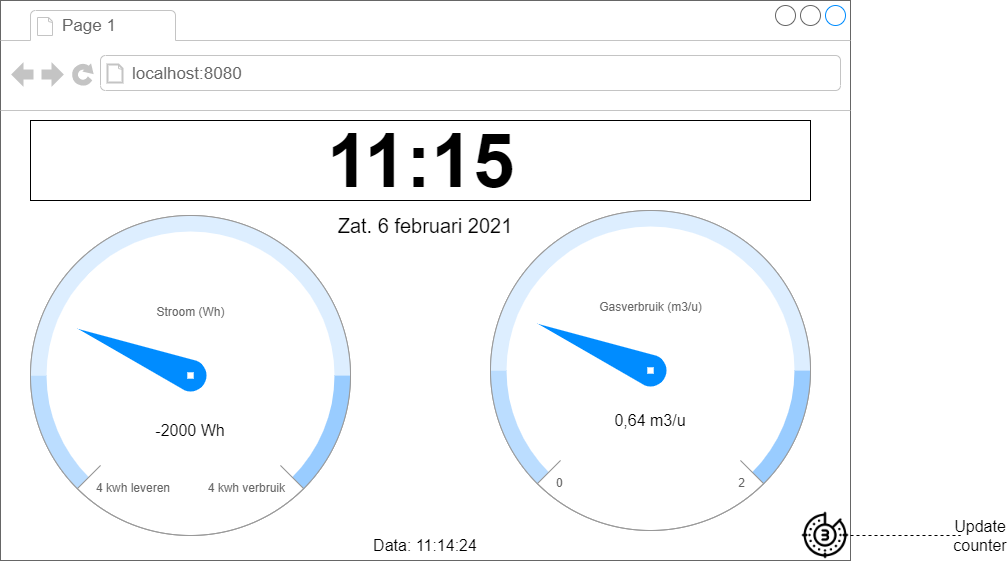 Page 1
localhost:8080
11:15
Zat. 6 februari 2021
Stroom (Wh)
-2000 Wh
4 kwh leveren
4 kwh verbruik
Gasverbruik (m3/u)
0,64 m3/u
0
2
Data: 11:14:24
3
Update
counter